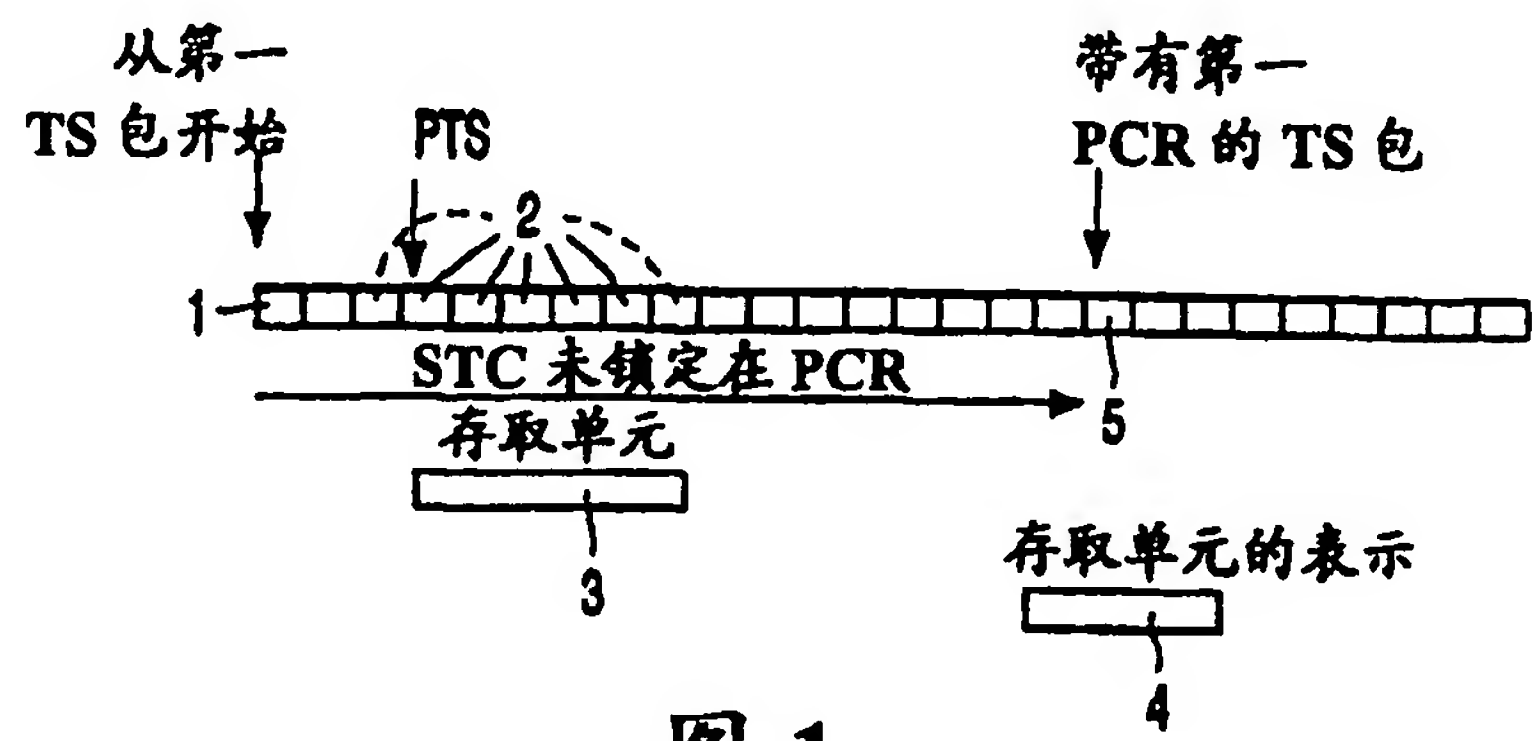 从第一
TS 包开始
PTS
带有第一
PCR 的 TS 包
2
1
STC 未锁定在 PCR
5
存取单元
3
存取单元的表示
4
图 1